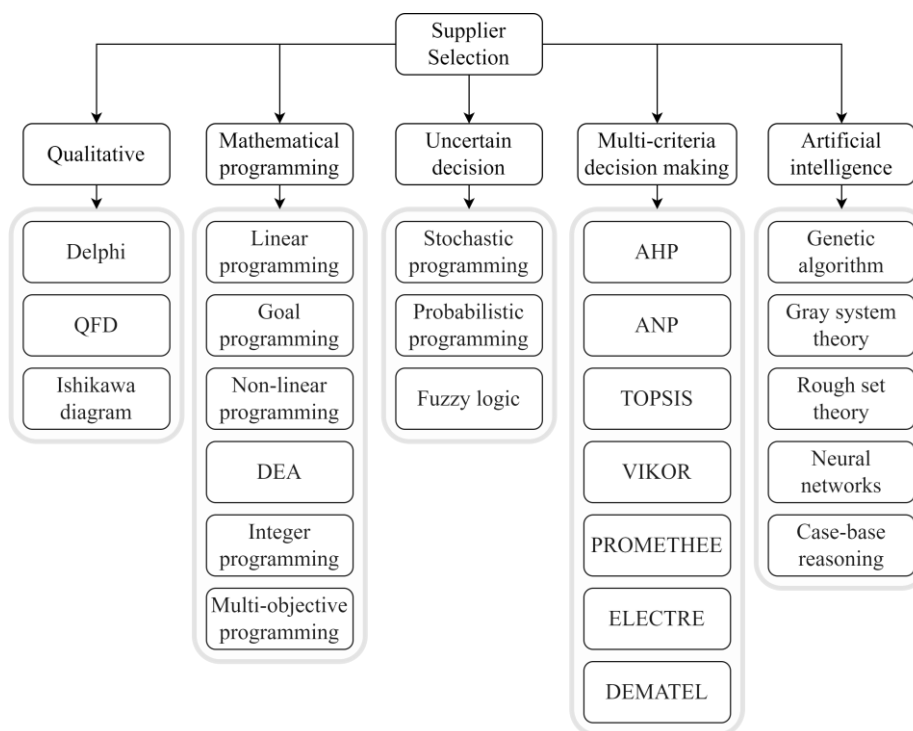 Supplier
Selection
Qualitative
Mathematical
programming
Uncertain
decision
Multi-criteria
decision making
Artificial
intelligence
Delphi
QFD
Ishikawa
diagram
Linear
programming
Goal
programming
Non-linear
programming
DEA
Integer
programming
Multi-objective
programming
Stochastic
programming
Probabilistic
programming
Fuzzy logic
AHP
ANP
TOPSIS
VIKOR
PROMETHEE
ELECTRE
DEMATEL
Genetic
algorithm
Gray system
theory
Rough set
theory
Neural
networks
Case-base
reasoning